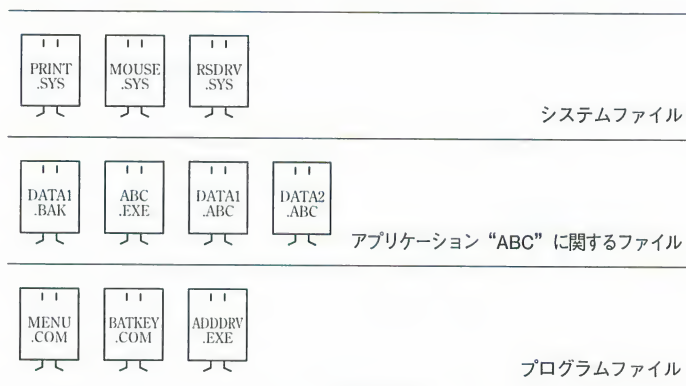 PRINT
.SYS
MOUSE
.SYS
RSDRV
.SYS
システムファイル
DATA1
.BAK
ABC
.EXE
DATA1
.ABC
DATA2
.ABC
アプリケーション “ABC” に関するファイル
MENU
.COM
BATKEY
.COM
ADDDRV
.EXE
プログラムファイル